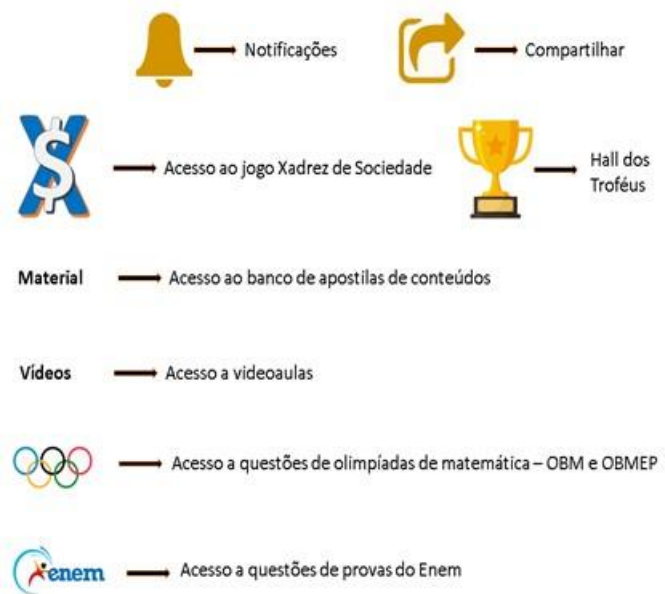 Notificações
Compartilhar
X$
Acesso ao jogo Xadrez de Sociedade
Hall dos
Troféus
Material
Acesso ao banco de apostilas de conteúdos
Vídeos
Acesso a videoaulas
Acesso a questões de olimpíadas de matemática – OBM e OBMEP
enem
Acesso a questões de provas do Enem